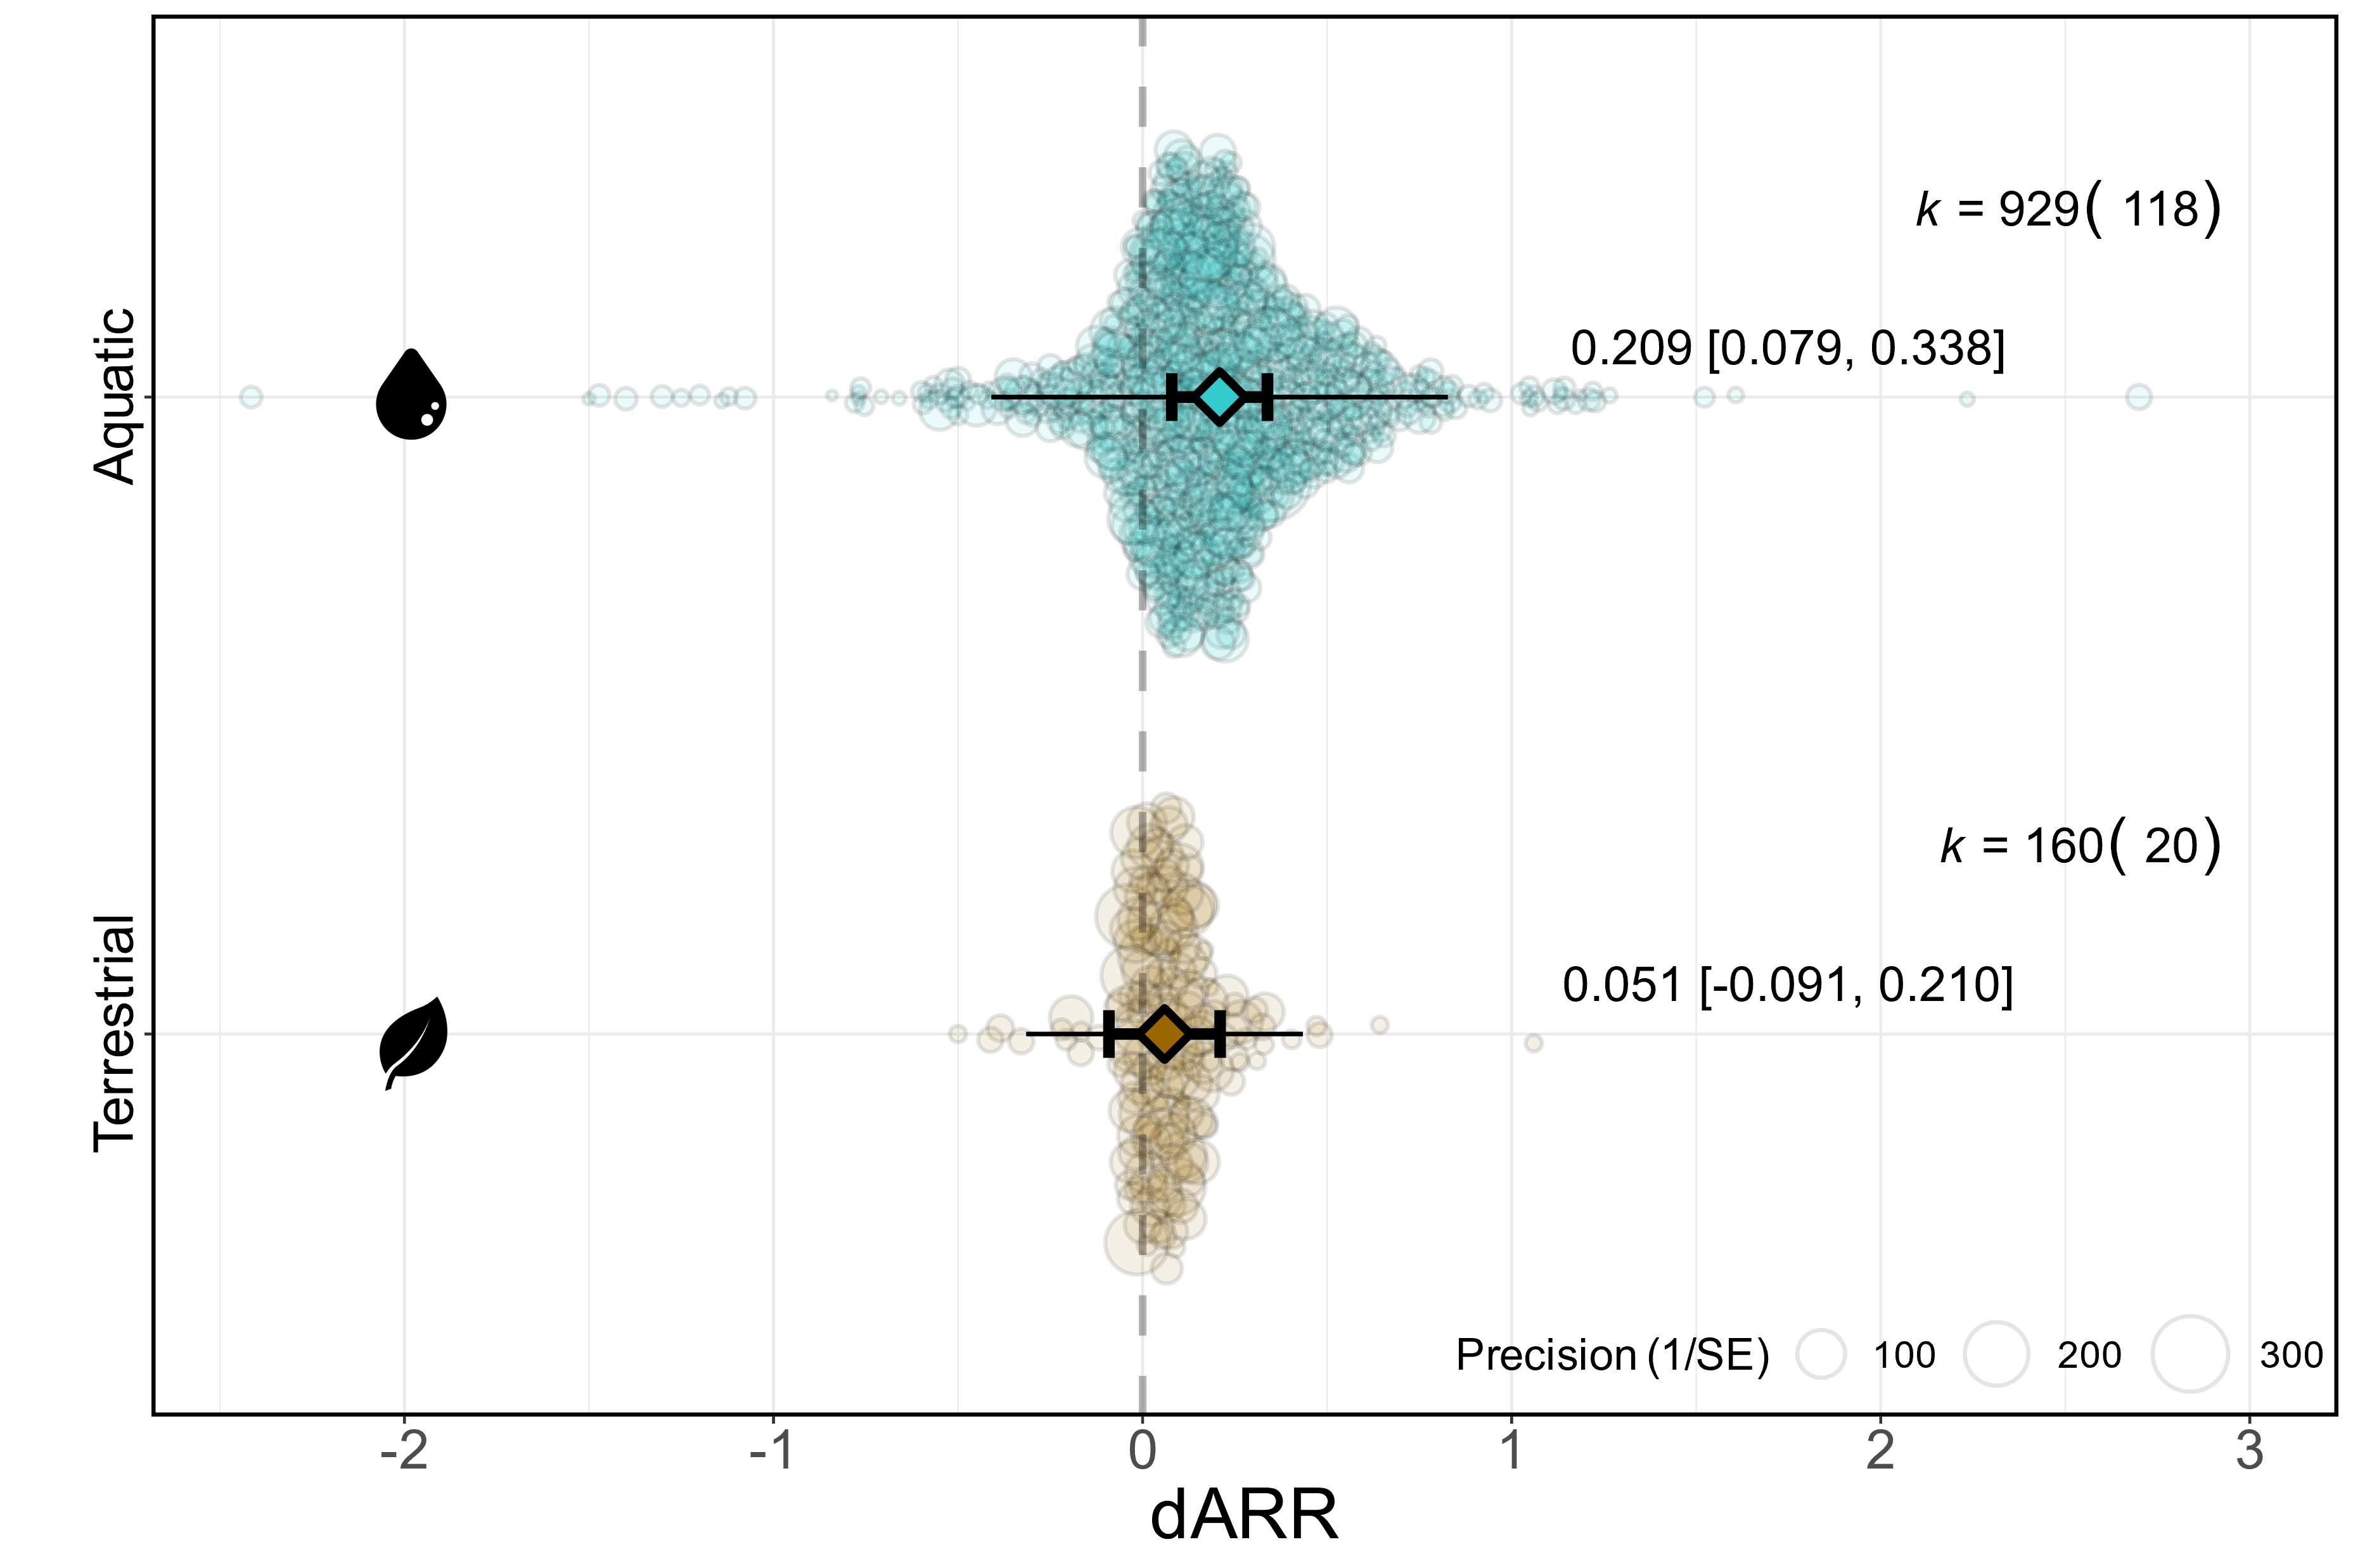 Aquatic
k = 929( 118)
0.209 [0.079, 0.338]
Terrestrial
k = 160( 20)
0.051 [-0.091, 0.210]
Precision (1/SE) 100 200 300
-2 -1 0 1 2 3
dARR